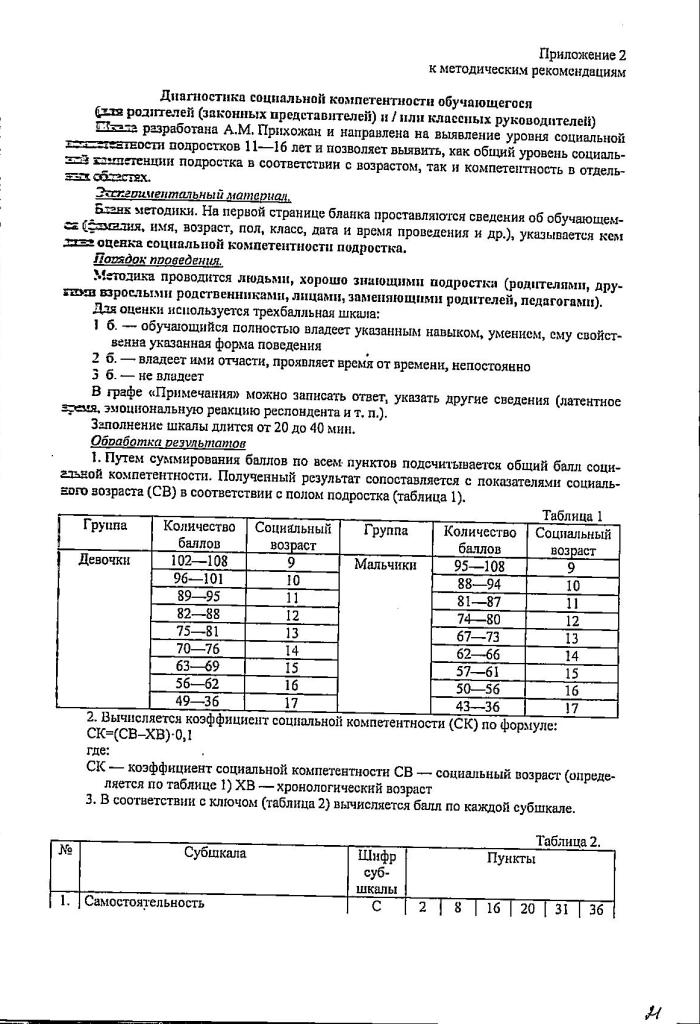 Приложение 2
к методическим рекомендациям
Диагностика социальной компетентности обучающегося
(для родителей (законных представителей) и / или классных руководителей)
Шкала разработана А.М. Прихожан и направлена на выявление уровня социальной
компетентности подростков 11—16 лет и позволяет выявить, как общий уровень социаль-
ной компетенции подростка в соответствии с возрастом, так и компетентность в отдель-
ных областях.
Экспериментальный материал.
Бланк методики. На первой странице бланка проставляются сведения об обучающем-
ся (фамилия, имя, возраст, пол, класс, дата и время проведения и др.), указывается кем
дана оценка социальной компетентности подростка.
Порядок проведения.
Методика проводится людьми, хорошо знающими подростка (родителями, дру-
гими взрослыми родственниками, лицами, заменяющими родителей, педагогами).
Для оценки используется трехбалльная шкала:
1 б. — обучающийся полностью владеет указанным навыком, умением, ему свойст-
венна указанная форма поведения
2 б. — владеет ими отчасти, проявляет время от времени, непостоянно
3 б. — не владеет
В графе «Примечания» можно записать ответ, указать другие сведения (латентное
время, эмоциональную реакцию респондента и т. п.).
Заполнение шкалы длится от 20 до 40 мин.
Обработка результатов
1. Путем суммирования баллов по всем пунктов подсчитывается общий балл соци-
альной компетентности. Полученный результат сопоставляется с показателями социаль-
ного возраста (СВ) в соответствии с полом подростка (таблица 1).
Таблица 1
Группа Количество баллов Социальный возраст Группа Количество баллов Социальный возраст
Девочки 102—108 9 Мальчики 95—108 9
96—101 10 88—94 10
89—95 11 81—87 11
82—88 12 74—80 12
75—81 13 67—73 13
70—76 14 62—66 14
63—69 15 57—61 15
56—62 16 50—56 16
49—36 17 43—36 17
2. Вычисляется коэффициент социальной компетентности (СК) по формуле:
СК=(СВ–ХВ)·0,1
где:
СК — коэффициент социальной компетентности СВ — социальный возраст (опреде-
ляется по таблице 1) ХВ — хронологический возраст
3. В соответствии с ключом (таблица 2) вычисляется балл по каждой субшкале.
Таблица 2.
№ Субшкала Шифр суб- шкалы Пункты
1. Самостоятельность С 2 8 16 20 31 36
21